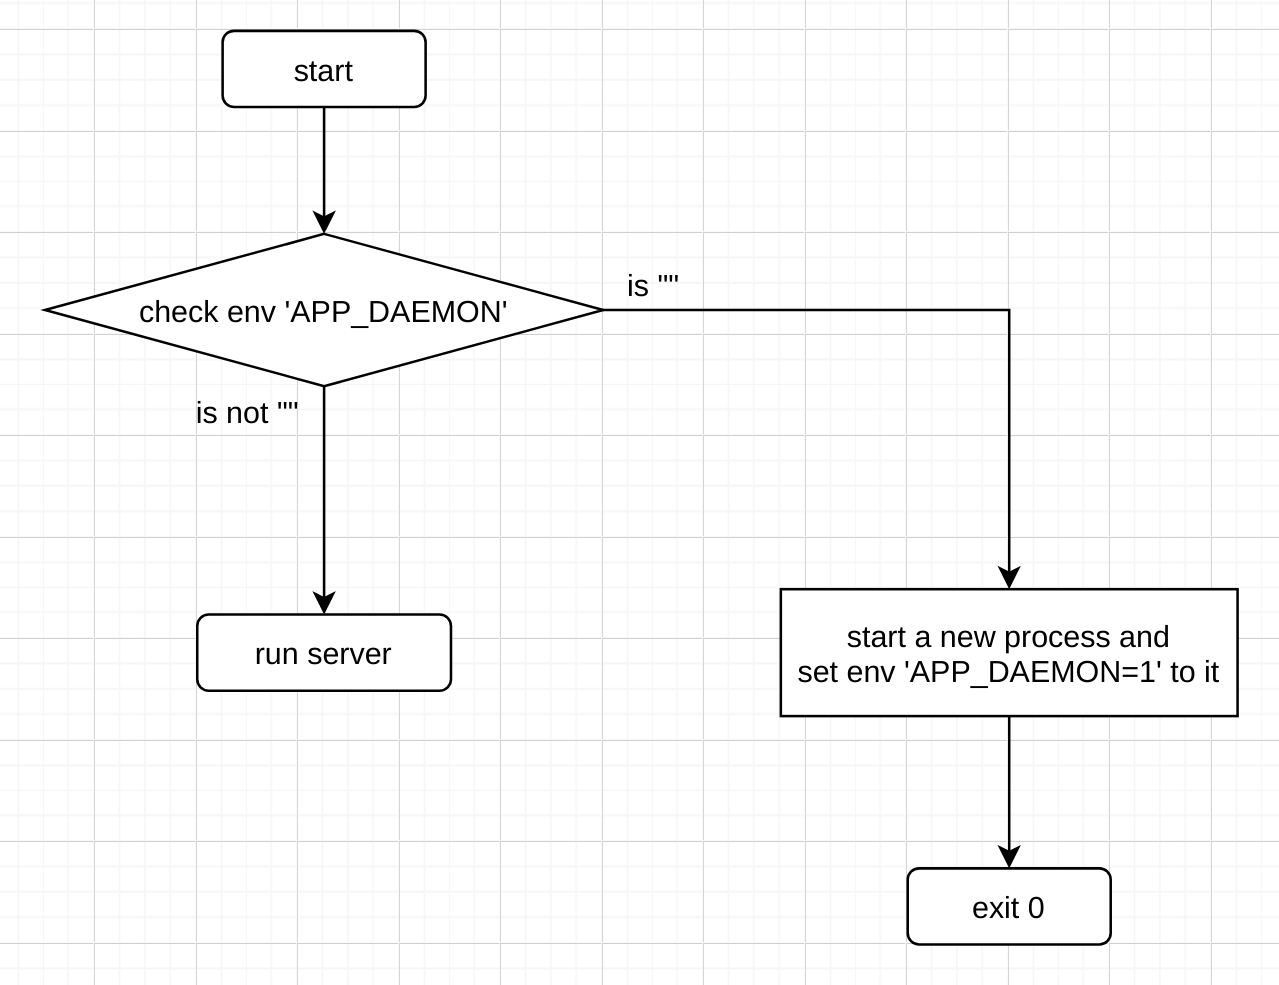 start
check env 'APP_DAEMON'
is ""
is not ""
run server
start a new process and
set env 'APP_DAEMON=1' to it
exit 0